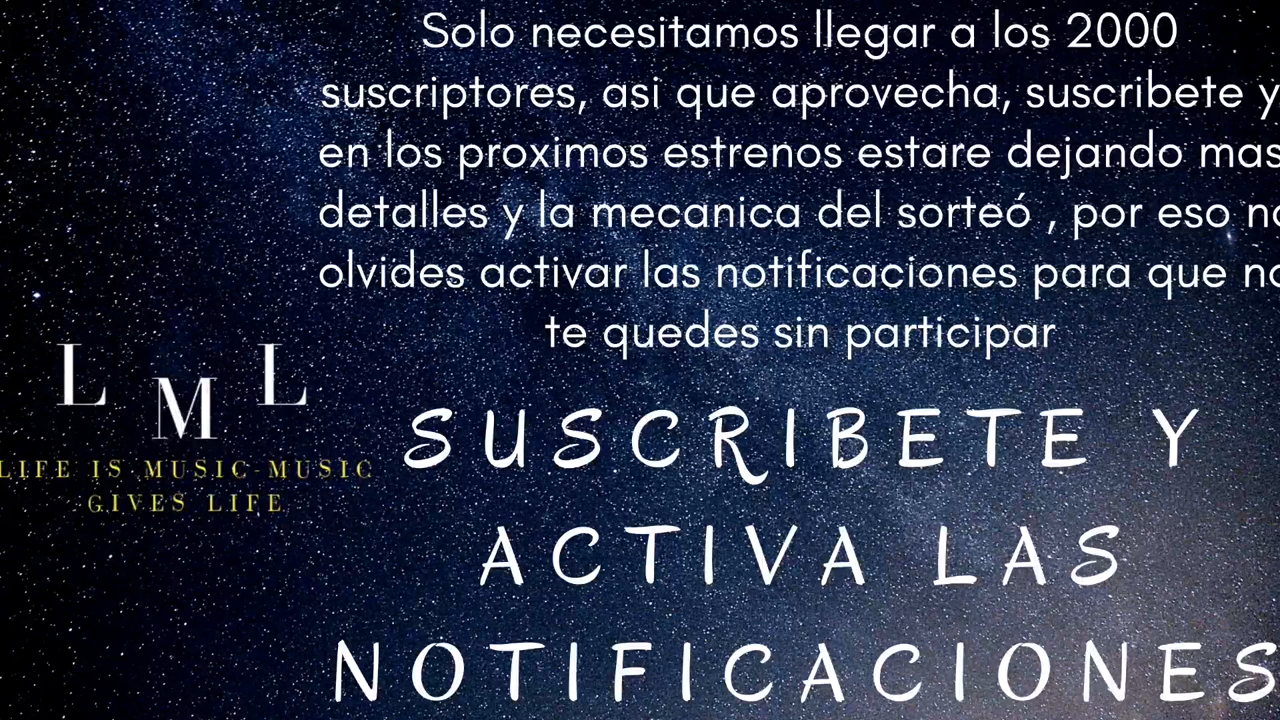 Solo necesitamos llegar a los 2000
suscriptores, asi que aprovecha, suscribete y
en los proximos estrenos estare dejando mas
detalles y la mecanica del sorteó , por eso no
olvides activar las notificaciones para que no
te quedes sin participar
L M L
LIFE IS MUSIC-MUSIC
GIVES LIFE
SUSCRIBETE Y
ACTIVA LAS
NOTIFICACIONES